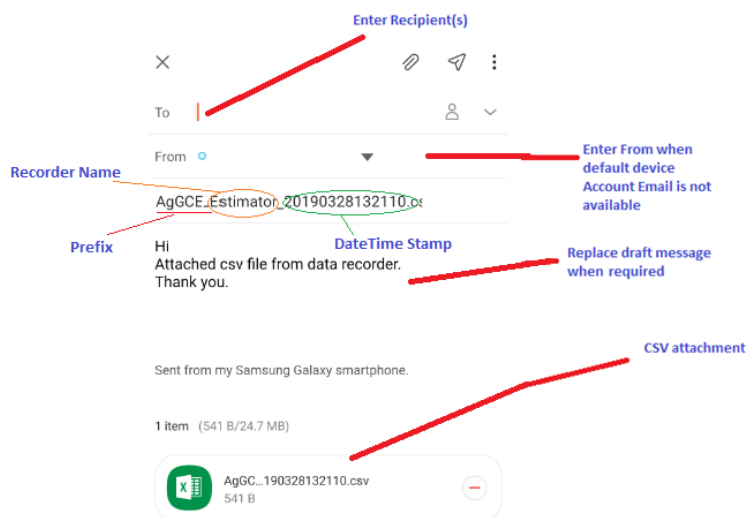 Enter Recipient(s)
To
From
Enter From when
default device
Account Email is not
available
Recorder Name
AgGCE_Estimator_20190328132110.cs
Prefix
DateTime Stamp
Hi
Attached csv file from data recorder.
Thank you.
Replace draft message
when required
CSV attachment
Sent from my Samsung Galaxy smartphone.
1 item (541 B/24.7 MB)
X
AgGC...190328132110.csv
541 B